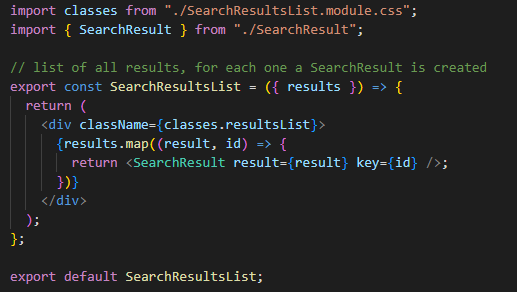 import classes from "./SearchResultsList.module.css";
import { SearchResult } from "./SearchResult";

// list of all results, for each one a SearchResult is created
export const SearchResultsList = ({ results }) => {
  return (
    <div className={classes.resultsList}>
      {results.map((result, id) => {
        return <SearchResult result={result} key={id} />;
      })}
    </div>
  );
};

export default SearchResultsList;